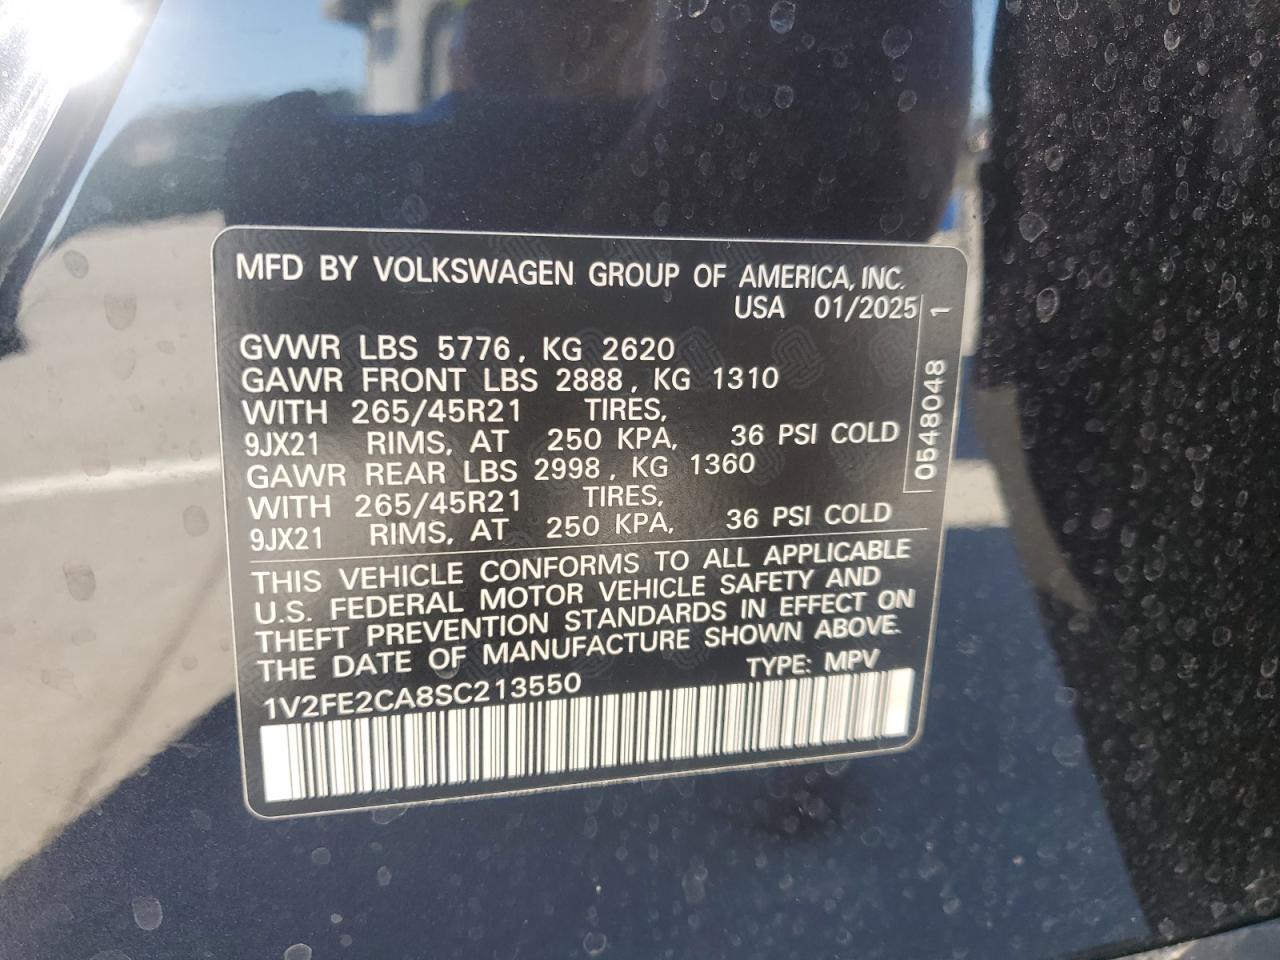 MFD BY VOLKSWAGEN GROUP OF AMERICA, INC.
USA 01/2025
GVWR LBS 5776, KG 2620
GAWR FRONT LBS 2888, KG 1310
WITH 265/45R21 TIRES,
9JX21 RIMS, AT 250 KPA, 36 PSI COLD
GAWR REAR LBS 2998, KG 1360
WITH 265/45R21 TIRES,
9JX21 RIMS, AT 250 KPA, 36 PSI COLD
0548048 1
THIS VEHICLE CONFORMS TO ALL APPLICABLE
U.S. FEDERAL MOTOR VEHICLE SAFETY AND
THEFT PREVENTION STANDARDS IN EFFECT ON
THE DATE OF MANUFACTURE SHOWN ABOVE.
1V2FE2CA8SC213550 TYPE: MPV